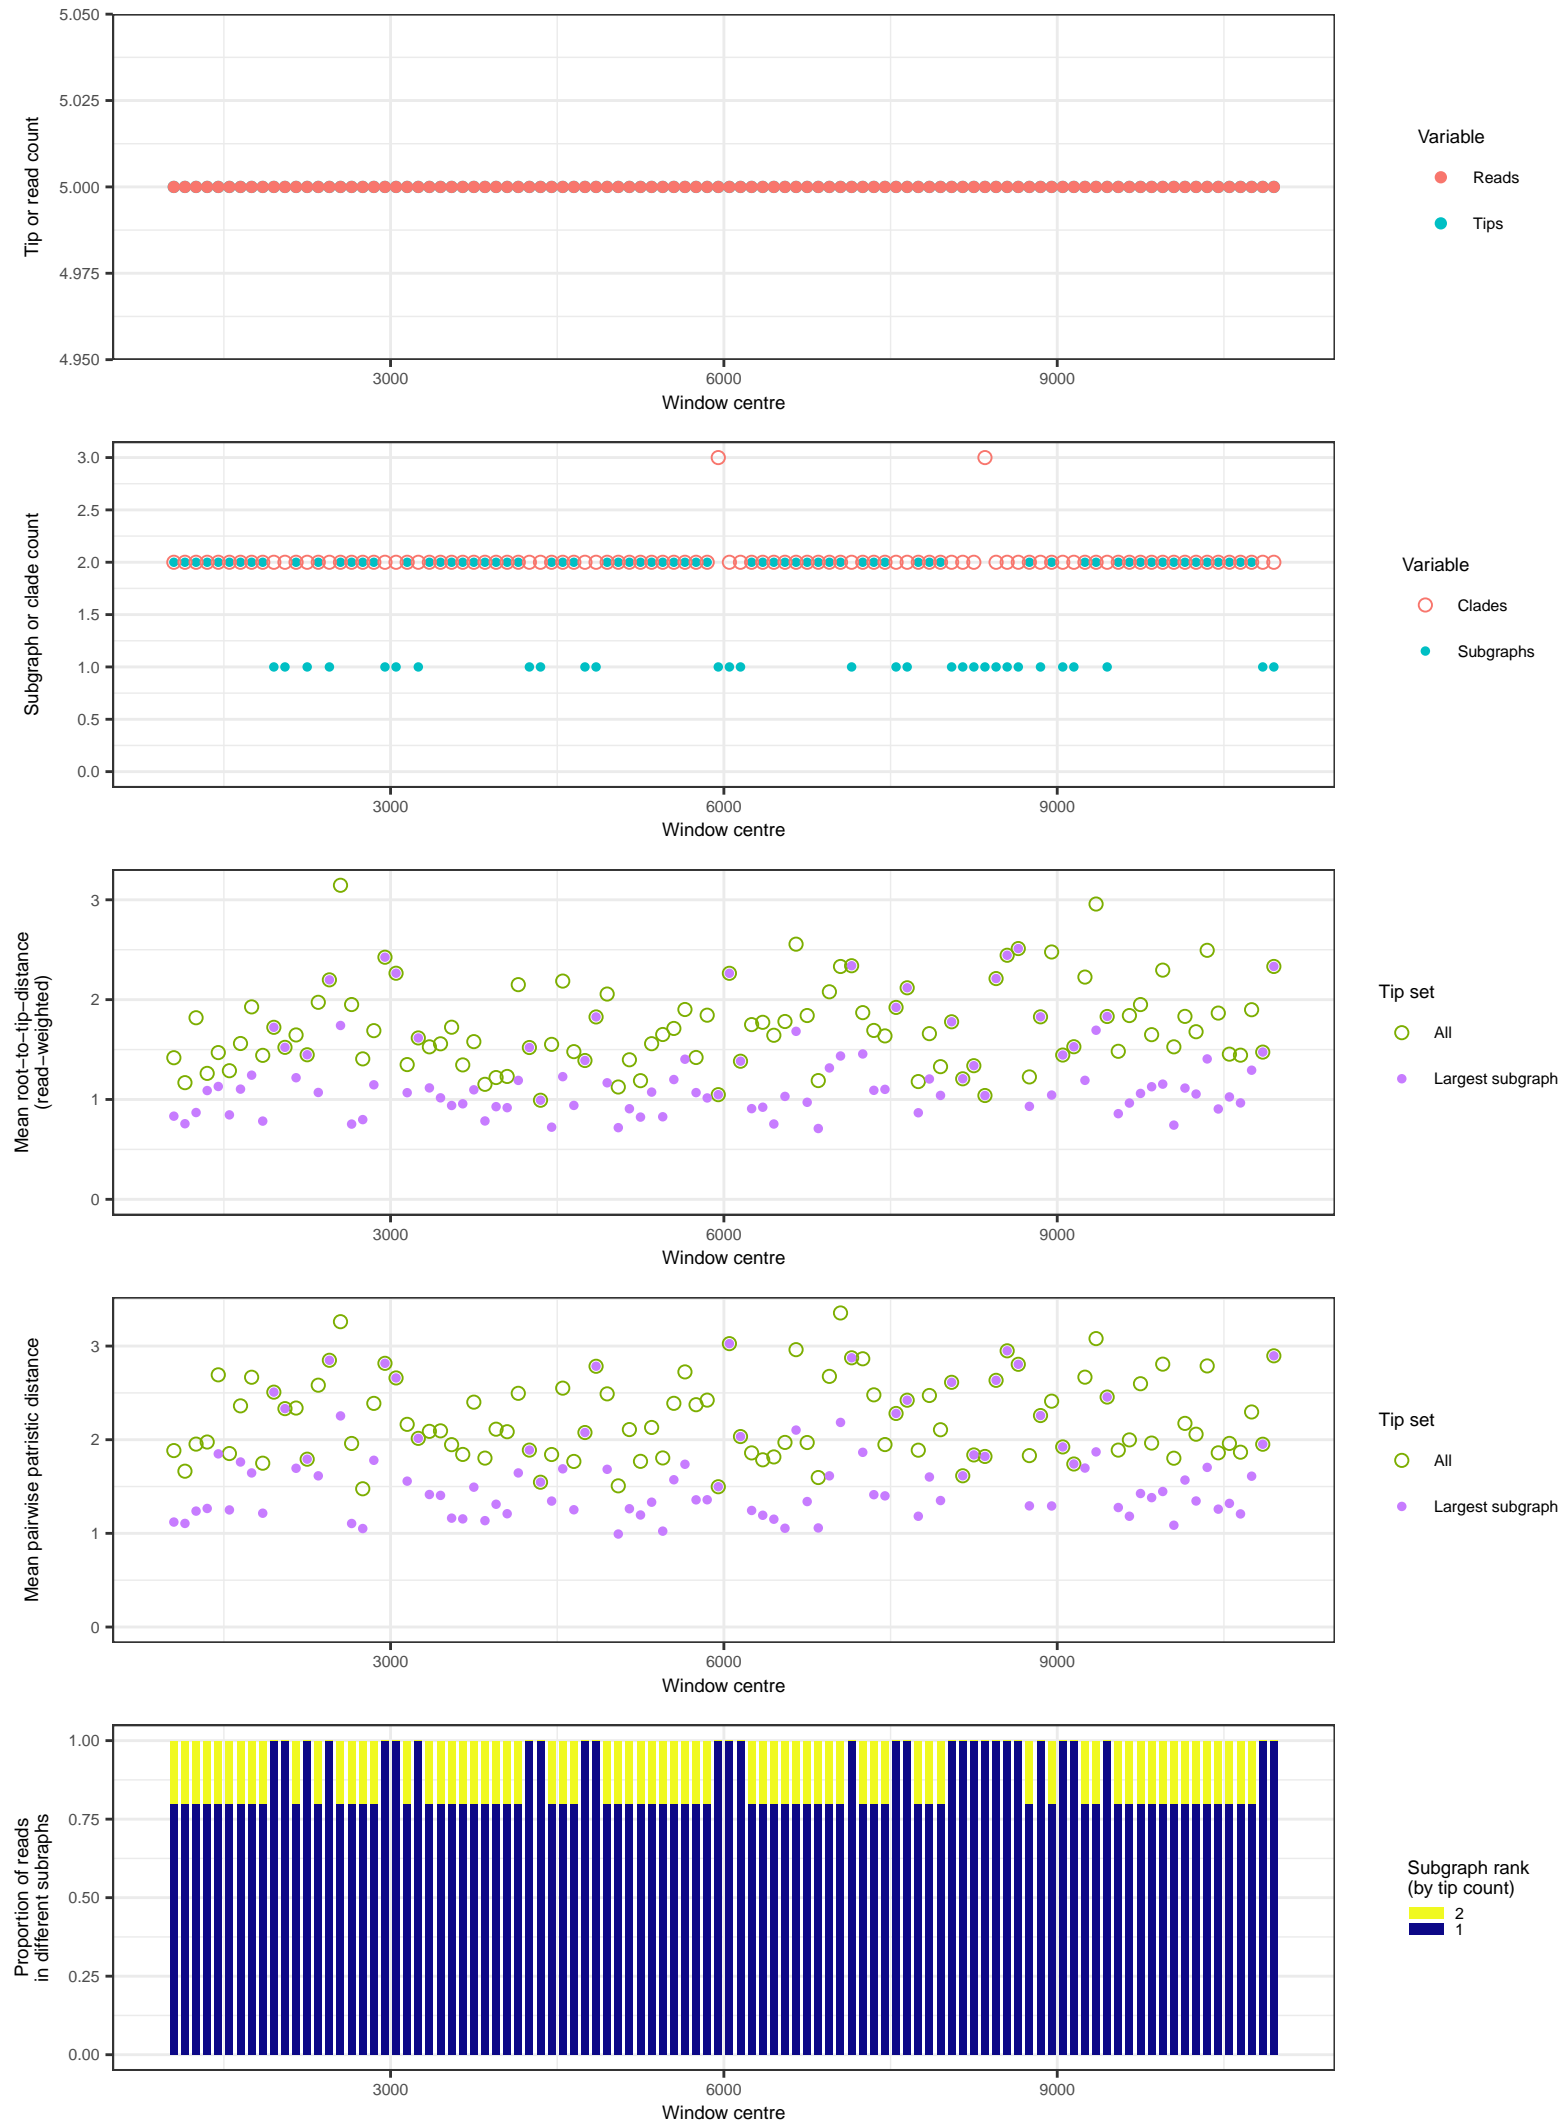 5.050
5.025
5.000
4.975
4.950
Tip or read count
3000 6000 9000
Window centre
Variable
Reads
Tips
3.0
2.5
2.0
1.5
1.0
0.5
0.0
Subgraph or clade count
3000 6000 9000
Window centre
Variable
Clades
Subgraphs
3
2
1
0
Mean root−to−tip−distance
(read−weighted)
3000 6000 9000
Window centre
Tip set
All
Largest subgraph
3
2
1
0
Mean pairwise patristic distance
3000 6000 9000
Window centre
Tip set
All
Largest subgraph
1.00
0.75
0.50
0.25
0.00
Proportion of reads
in different subraphs
3000 6000 9000
Window centre
Subgraph rank
(by tip count)
2
1